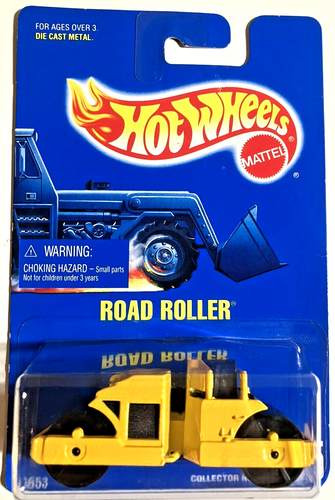 FOR AGES OVER 3.
DIE CAST METAL.
Hot Wheels
MATTEL
®
WARNING:
CHOKING HAZARD – Small parts
Not for children under 3 years
ROAD ROLLER
ROAD ROLLER
COLLECTOR